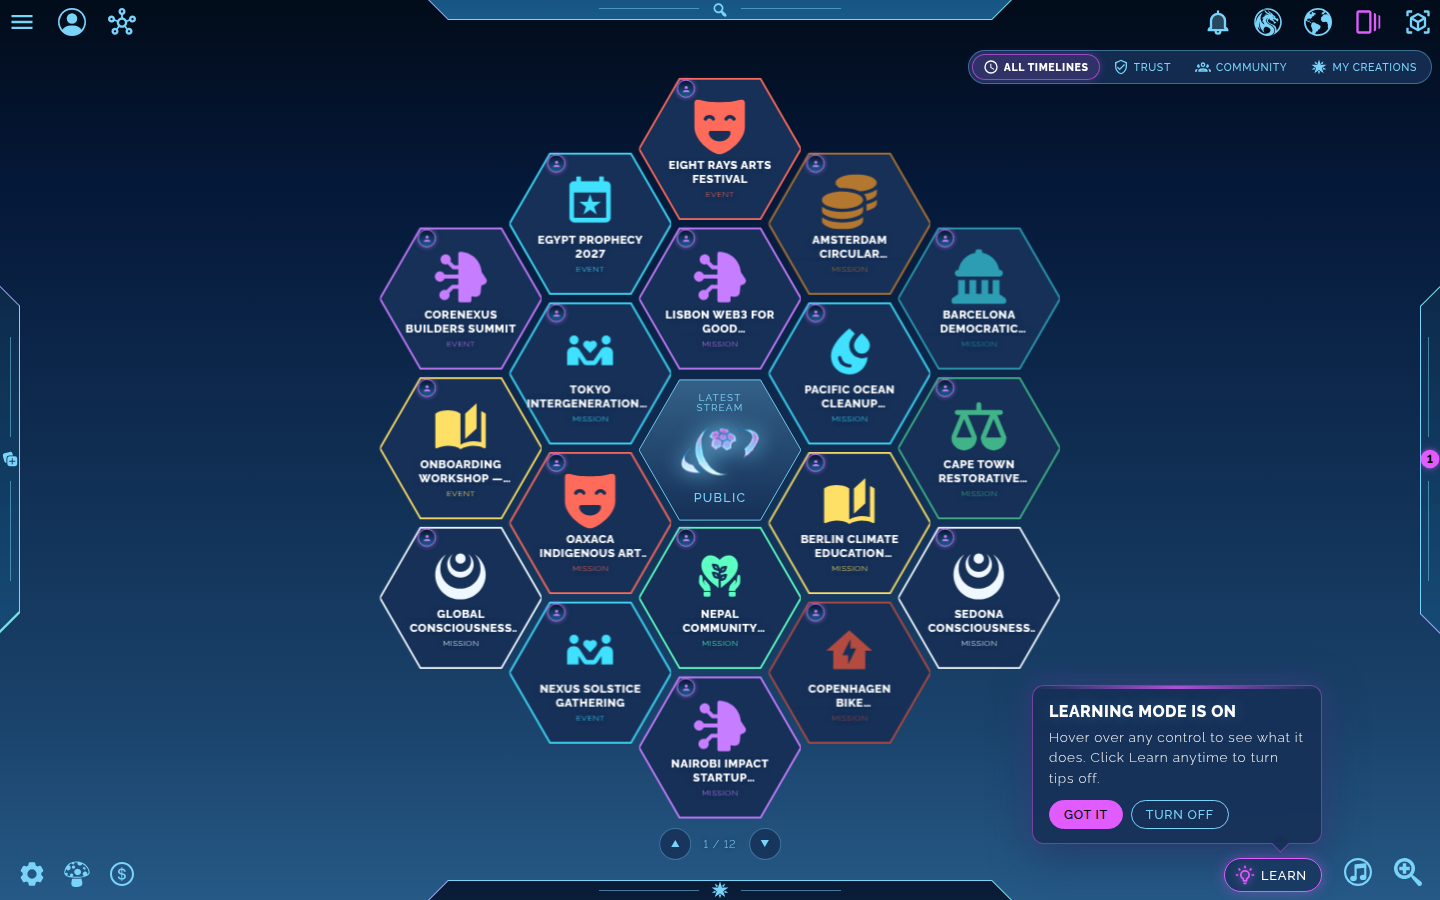 ALL TIMELINES
TRUST
COMMUNITY
MY CREATIONS
EIGHT RAYS ARTS
FESTIVAL
EVENT
EGYPT PROPHECY
2027
EVENT
AMSTERDAM
CIRCULAR…
MISSION
CORENEXUS
BUILDERS SUMMIT
EVENT
LISBON WEB3 FOR
GOOD…
MISSION
BARCELONA
DEMOCRATIC…
MISSION
TOKYO
INTERGENERATION…
MISSION
PACIFIC OCEAN
CLEANUP…
MISSION
LATEST
STREAM
PUBLIC
ONBOARDING
WORKSHOP —…
EVENT
CAPE TOWN
RESTORATIVE…
MISSION
1
OAXACA
INDIGENOUS ART…
MISSION
BERLIN CLIMATE
EDUCATION…
MISSION
GLOBAL
CONSCIOUSNESS…
MISSION
NEPAL
COMMUNITY…
MISSION
SEDONA
CONSCIOUSNESS…
MISSION
NEXUS SOLSTICE
GATHERING
EVENT
COPENHAGEN
BIKE…
MISSION
NAIROBI IMPACT
STARTUP…
MISSION
1 / 12
LEARNING MODE IS ON
Hover over any control to see what it
does. Click Learn anytime to turn
tips off.
GOT IT
TURN OFF
LEARN